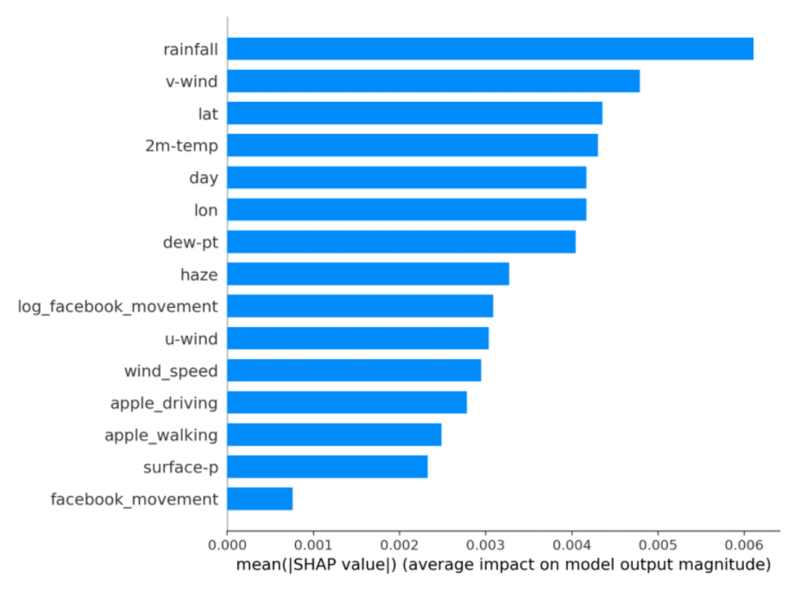 rainfall
v-wind
lat
2m-temp
day
lon
dew-pt
haze
log_facebook_movement
u-wind
wind_speed
apple_driving
apple_walking
surface-p
facebook_movement
0.000 0.001 0.002 0.003 0.004 0.005 0.006
mean(|SHAP value|) (average impact on model output magnitude)